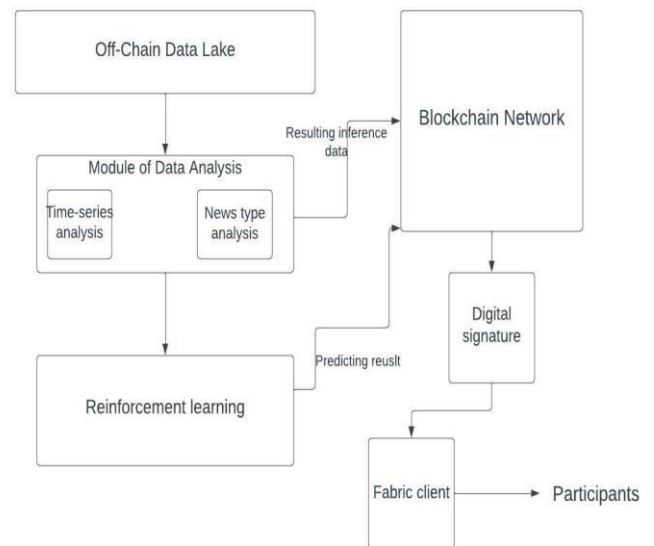 Off-Chain Data Lake
Blockchain Network
Resulting inference
data
Module of Data Analysis
Time-series
analysis
News type
analysis
Digital
signature
Predicting reuslt
Reinforcement learning
Fabric client
Participants